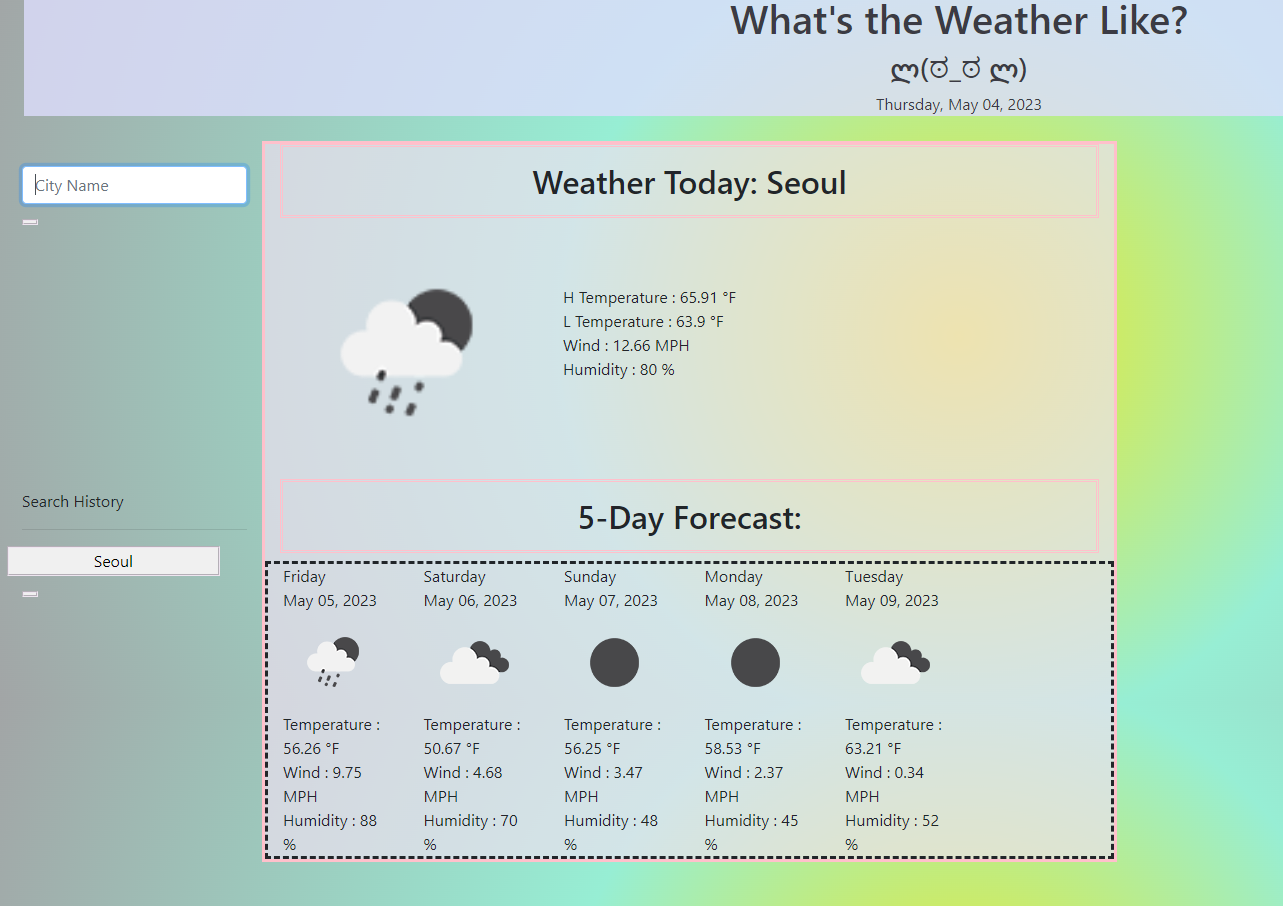 What's the Weather Like?
ლ(ಠ_ಠ ლ)
Thursday, May 04, 2023
City Name
Weather Today: Seoul
H Temperature : 65.91 °F
L Temperature : 63.9 °F
Wind : 12.66 MPH
Humidity : 80 %
Search History
Seoul
5-Day Forecast:
Friday
May 05, 2023
Temperature :
56.26 °F
Wind : 9.75
MPH
Humidity : 88
%
Saturday
May 06, 2023
Temperature :
50.67 °F
Wind : 4.68
MPH
Humidity : 70
%
Sunday
May 07, 2023
Temperature :
56.25 °F
Wind : 3.47
MPH
Humidity : 48
%
Monday
May 08, 2023
Temperature :
58.53 °F
Wind : 2.37
MPH
Humidity : 45
%
Tuesday
May 09, 2023
Temperature :
63.21 °F
Wind : 0.34
MPH
Humidity : 52
%